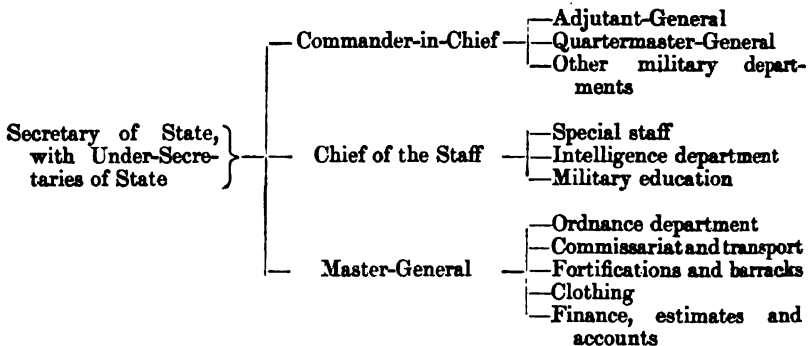 Secretary of State,
with Under-Secre-
taries of State
Commander-in-Chief
Adjutant-General
Quartermaster-General
Other military depart-
ments
Chief of the Staff
Special staff
Intelligence department
Military education
Master-General
Ordnance department
Commissariat and transport
Fortifications and barracks
Clothing
Finance, estimates and
accounts